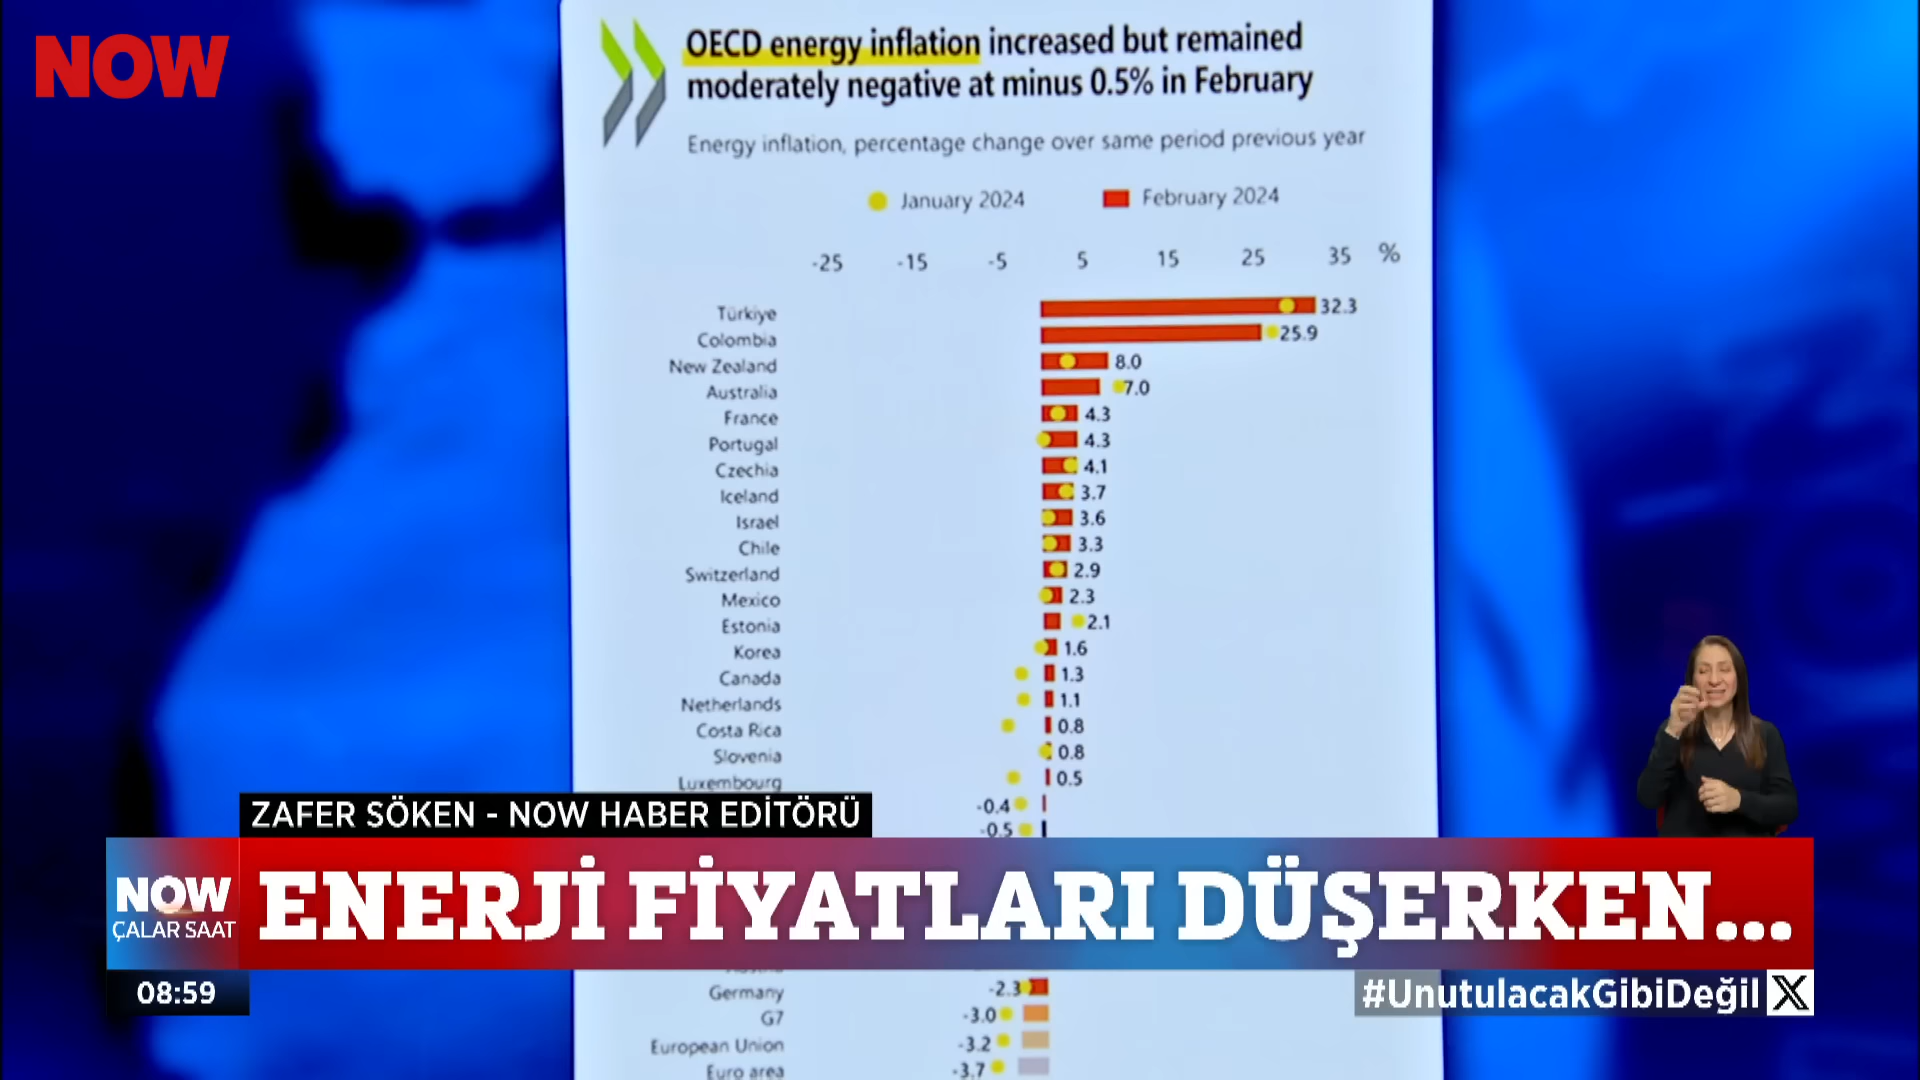 NOW
OECD energy inflation increased but remained
moderately negative at minus 0.5% in February
Energy inflation, percentage change over same period previous year
January 2024
February 2024
-25 -15 -5 5 15 25 35 %
Türkiye 32.3
Colombia 25.9
New Zealand 8.0
Australia 7.0
France 4.3
Portugal 4.3
Czechia 4.1
Iceland 3.7
Israel 3.6
Chile 3.3
Switzerland 2.9
Mexico 2.3
Estonia 2.1
Korea 1.6
Canada 1.3
Netherlands 1.1
Costa Rica 0.8
Slovenia 0.8
Luxembourg 0.5
-0.4
-0.5
ZAFER SÖKEN - NOW HABER EDİTÖRÜ
NOW
ÇALAR SAAT
ENERJİ FİYATLARI DÜŞERKEN...
08:59
#UnutulacakGibiDeğil X
Germany -2.3
G7 -3.0
European Union -3.2
Euro area -3.7